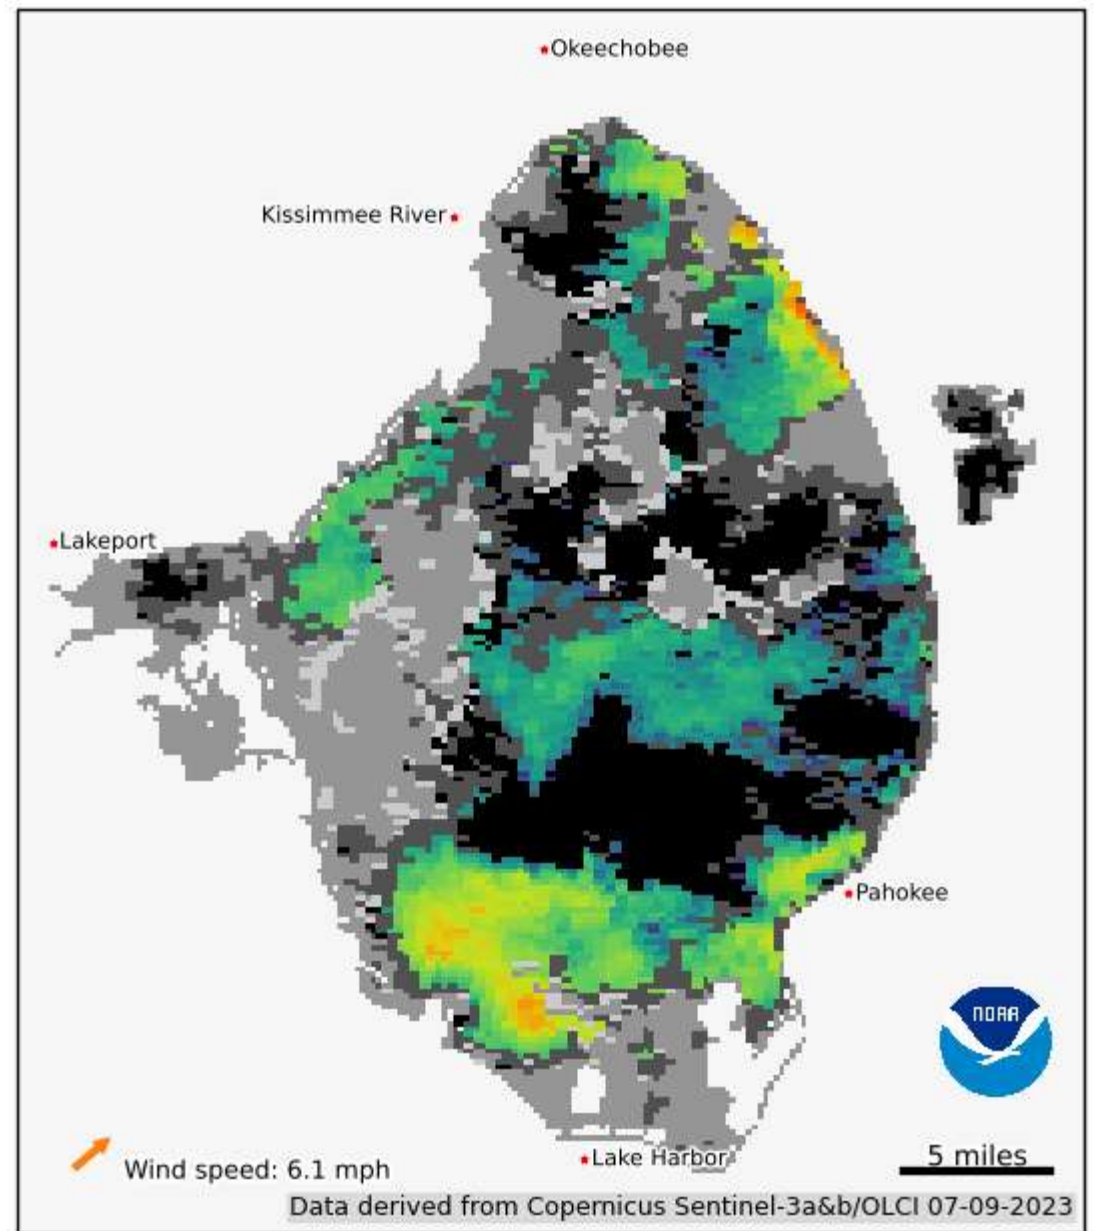 Okeechobee
Kissimmee River
Lakeport
Pahokee
NOAA
Wind speed: 6.1 mph
Lake Harbor
5 miles
Data derived from Copernicus Sentinel-3a&b/OLCI 07-09-2023